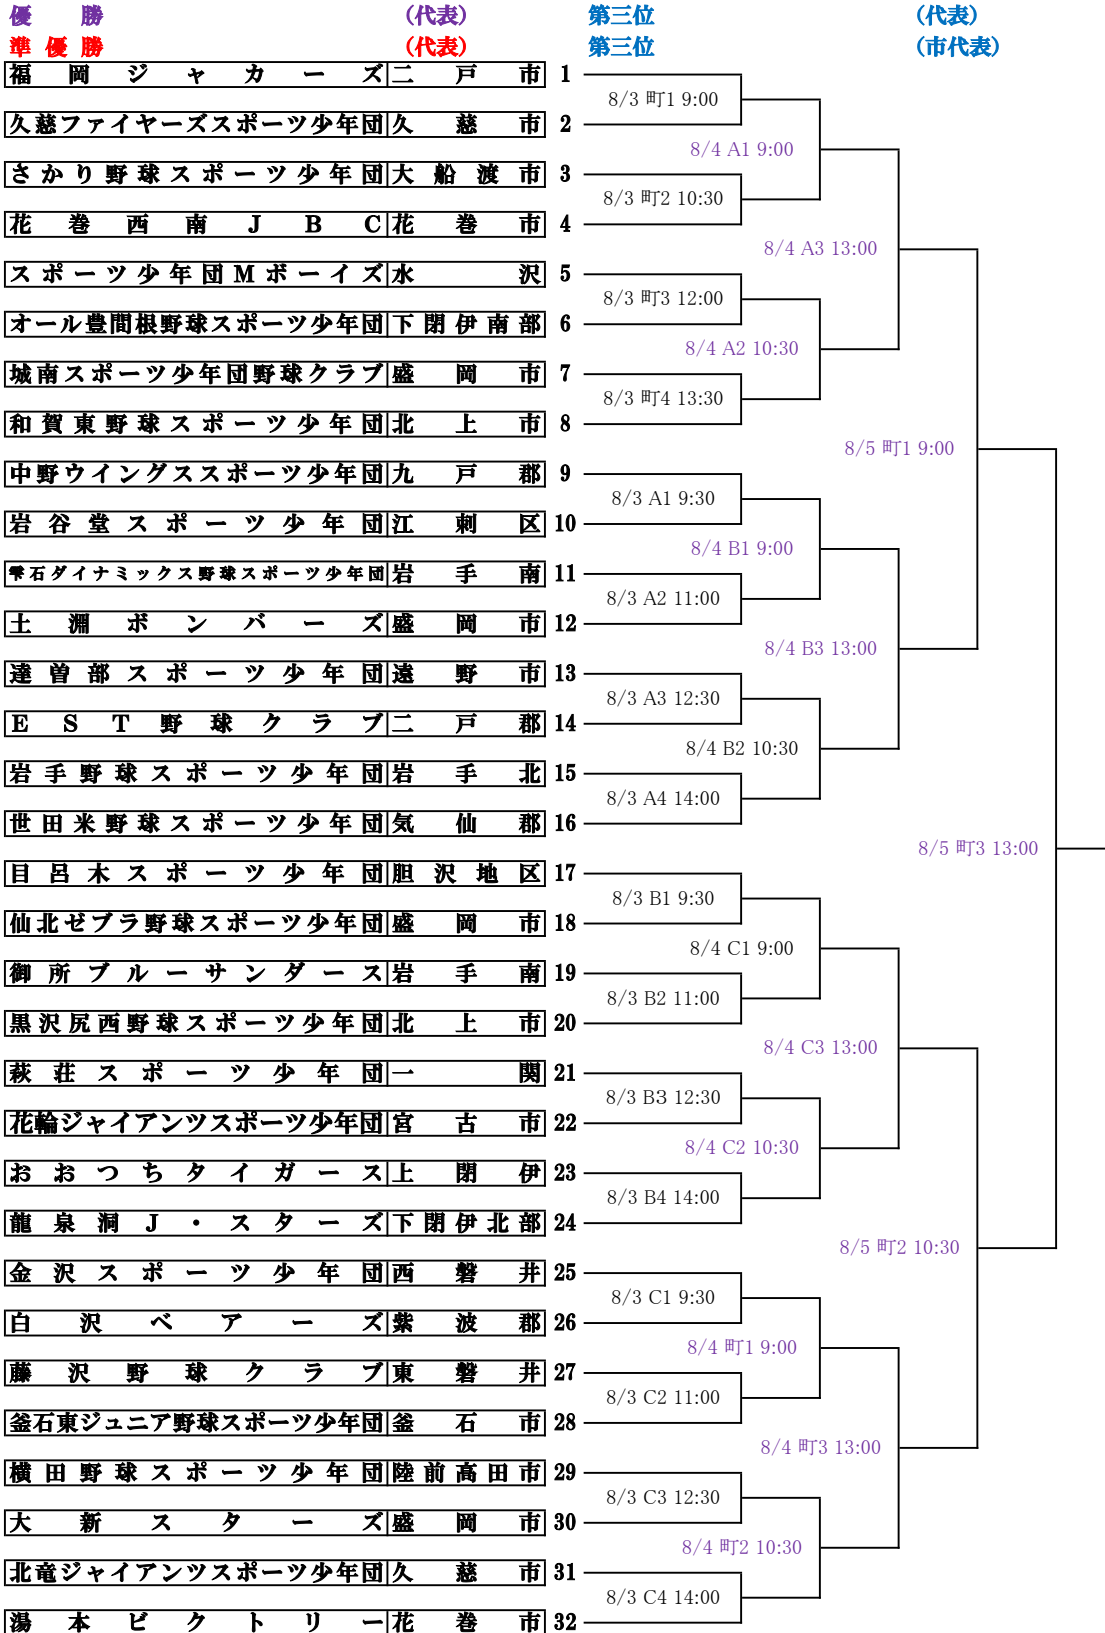 優勝 (代表) 第三位 (代表)
準優勝 (代表) 第三位 (市代表)
福岡ジャカーズ 二戸市 1
8/3 町1 9:00
久慈ファイヤーズスポーツ少年団 久慈市 2
8/4 A1 9:00
さかり野球スポーツ少年団 大船渡市 3
8/3 町2 10:30
花巻西南JBC 花巻市 4
8/4 A3 13:00
スポーツ少年団Mボーイズ 水沢 5
8/3 町3 12:00
オール豊間根野球スポーツ少年団 下閉伊南部 6
8/4 A2 10:30
城南スポーツ少年団野球クラブ 盛岡市 7
8/3 町4 13:30
和賀東野球スポーツ少年団 北上市 8
8/5 町1 9:00
中野ウイングススポーツ少年団 九戸郡 9
8/3 A1 9:30
岩谷堂スポーツ少年団 江刺区 10
8/4 B1 9:00
雫石ダイナミックス野球スポーツ少年団 岩手南 11
8/3 A2 11:00
土淵ボンバーズ 盛岡市 12
8/4 B3 13:00
達曽部スポーツ少年団 遠野市 13
8/3 A3 12:30
EST野球クラブ 二戸郡 14
8/4 B2 10:30
岩手野球スポーツ少年団 岩手北 15
8/3 A4 14:00
世田米野球スポーツ少年団 気仙郡 16
8/5 町3 13:00
目呂木スポーツ少年団 胆沢地区 17
8/3 B1 9:30
仙北ゼブラ野球スポーツ少年団 盛岡市 18
8/4 C1 9:00
御所ブルーサンダース 岩手南 19
8/3 B2 11:00
黒沢尻西野球スポーツ少年団 北上市 20
8/4 C3 13:00
萩荘スポーツ少年団 一関 21
8/3 B3 12:30
花輪ジャイアンツスポーツ少年団 宮古市 22
8/4 C2 10:30
おおつちタイガース 上閉伊 23
8/3 B4 14:00
龍泉洞J・スターズ 下閉伊北部 24
8/5 町2 10:30
金沢スポーツ少年団 西磐井 25
8/3 C1 9:30
白沢ベアーズ 紫波郡 26
8/4 町1 9:00
藤沢野球クラブ 東磐井 27
8/3 C2 11:00
釜石東ジュニア野球スポーツ少年団 釜石市 28
8/4 町3 13:00
横田野球スポーツ少年団 陸前高田市 29
8/3 C3 12:30
大新スターズ 盛岡市 30
8/4 町2 10:30
北竜ジャイアンツスポーツ少年団 久慈市 31
8/3 C4 14:00
湯本ビクトリー 花巻市 32